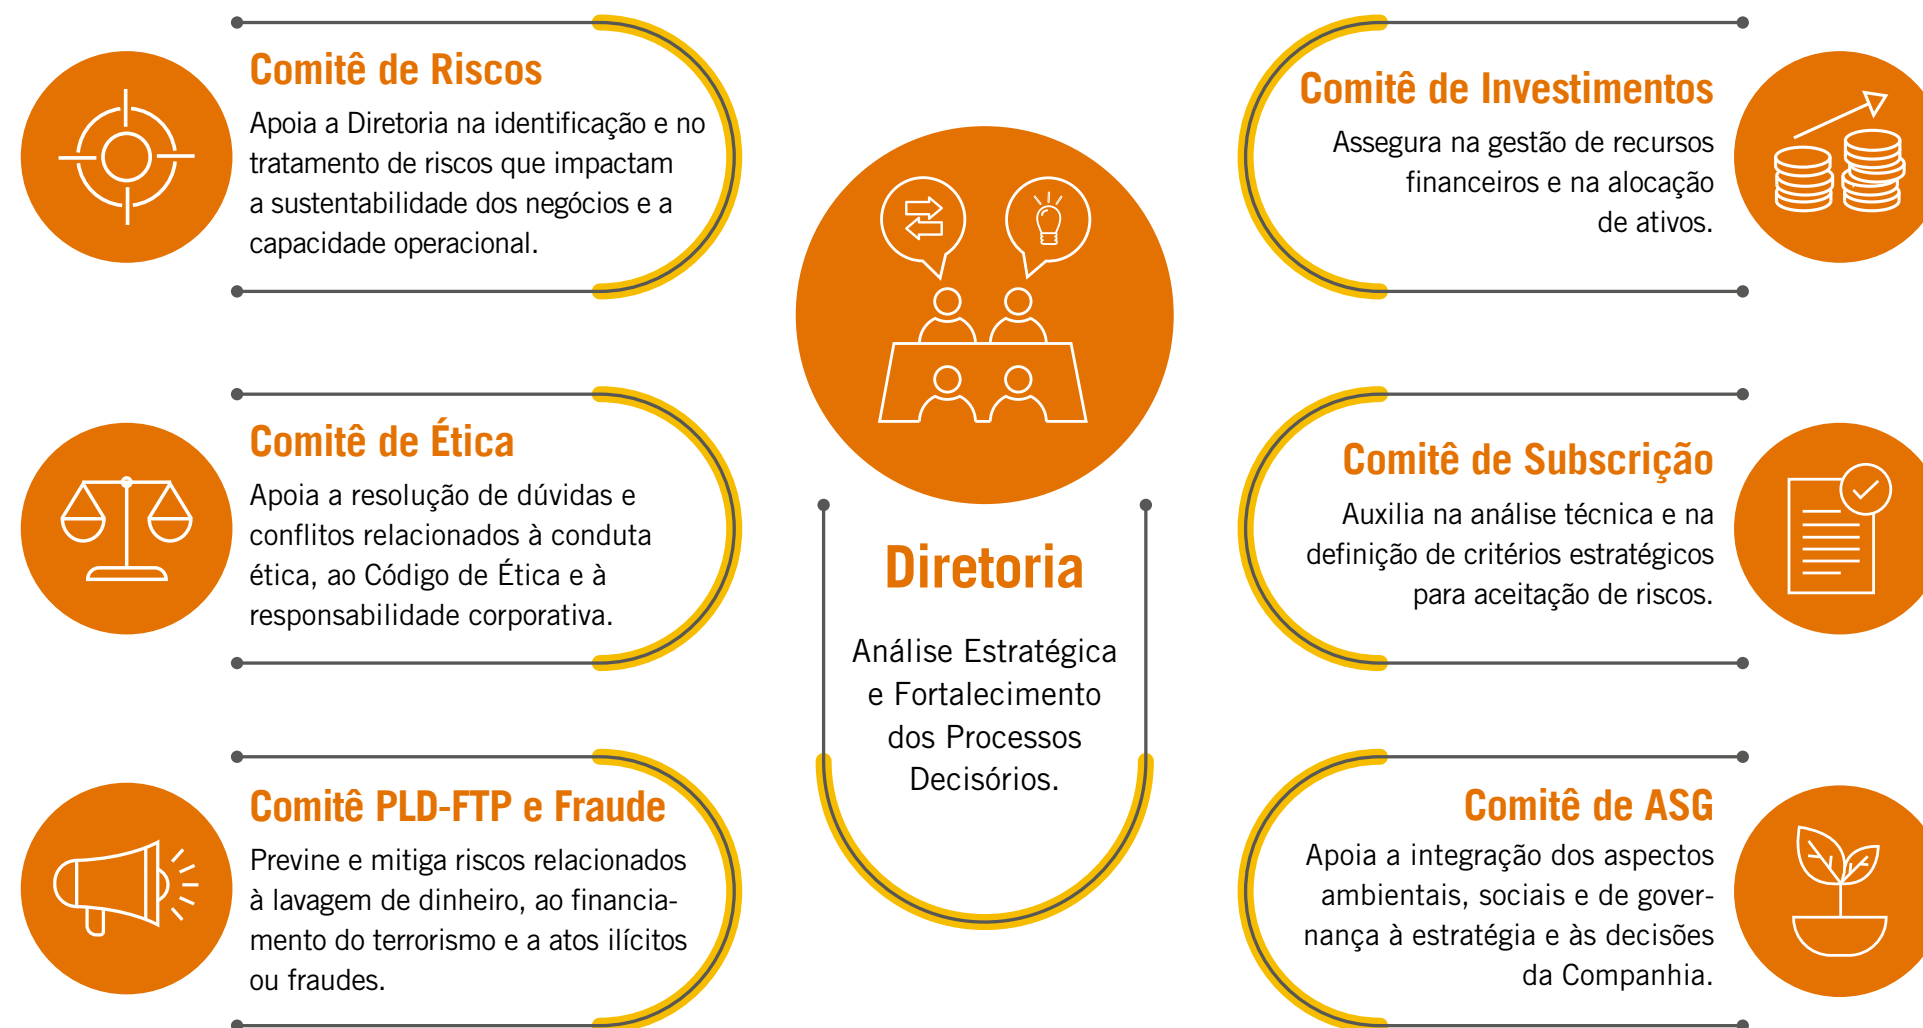 Comitê de Riscos
Apoia a Diretoria na identificação e no
tratamento de riscos que impactam
a sustentabilidade dos negócios e a
capacidade operacional.
Comitê de Ética
Apoia a resolução de dúvidas e
conflitos relacionados à conduta
ética, ao Código de Ética e à
responsabilidade corporativa.
Comitê PLD-FTP e Fraude
Previne e mitiga riscos relacionados
à lavagem de dinheiro, ao financia-
mento do terrorismo e a atos ilícitos
ou fraudes.
Diretoria
Análise Estratégica
e Fortalecimento
dos Processos
Decisórios.
Comitê de Investimentos
Assegura na gestão de recursos
financeiros e na alocação
de ativos.
Comitê de Subscrição
Auxilia na análise técnica e na
definição de critérios estratégicos
para aceitação de riscos.
Comitê de ASG
Apoia a integração dos aspectos
ambientais, sociais e de gover-
nança à estratégia e às decisões
da Companhia.